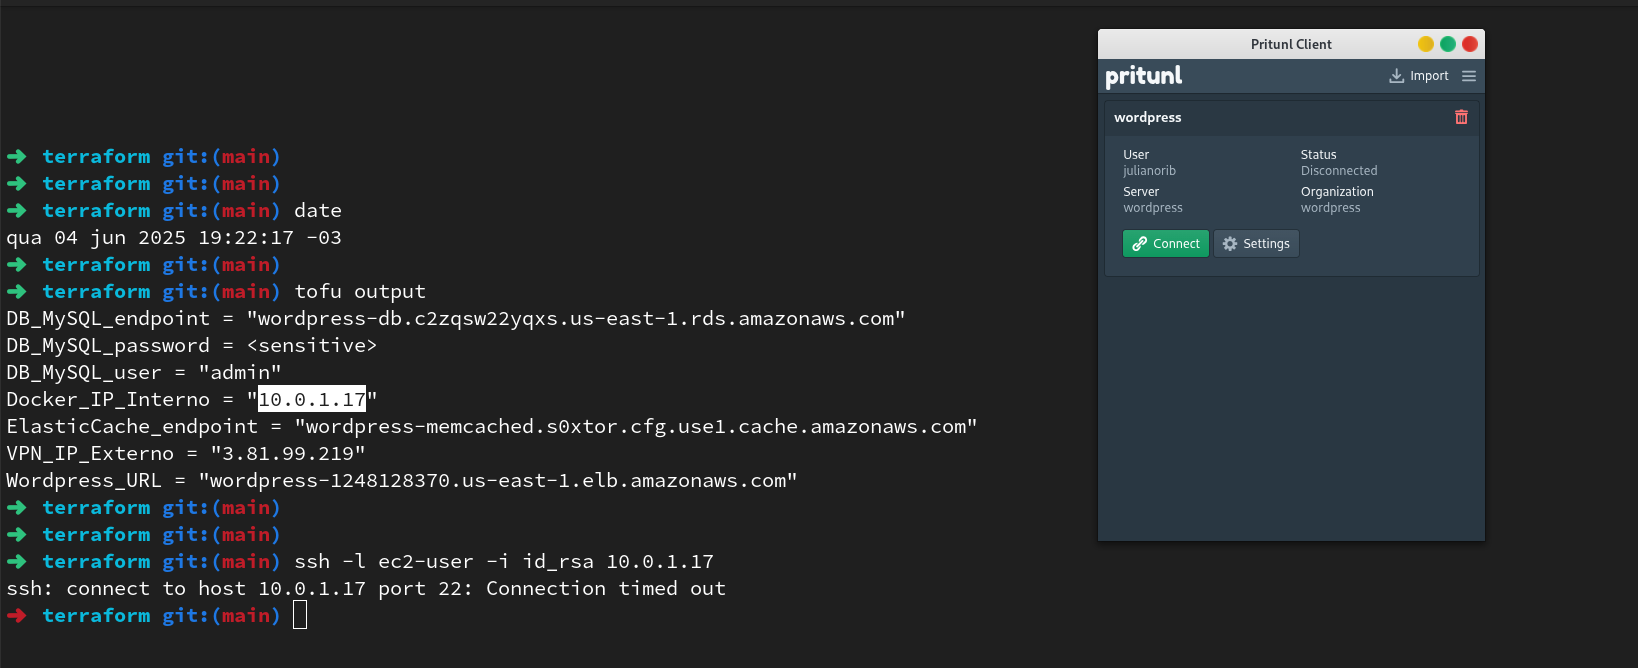 ➜ terraform git:(main)
➜ terraform git:(main)
➜ terraform git:(main) date
qua 04 jun 2025 19:22:17 -03
➜ terraform git:(main)
➜ terraform git:(main) tofu output
DB_MySQL_endpoint = "wordpress-db.c2zqsw22yqxs.us-east-1.rds.amazonaws.com"
DB_MySQL_password = <sensitive>
DB_MySQL_user = "admin"
Docker_IP_Interno = "10.0.1.17"
ElasticCache_endpoint = "wordpress-memcached.s0xtor.cfg.use1.cache.amazonaws.com"
VPN_IP_Externo = "3.81.99.219"
Wordpress_URL = "wordpress-1248128370.us-east-1.elb.amazonaws.com"
➜ terraform git:(main)
➜ terraform git:(main)
➜ terraform git:(main) ssh -l ec2-user -i id_rsa 10.0.1.17
ssh: connect to host 10.0.1.17 port 22: Connection timed out
➜ terraform git:(main)
Pritunl Client
pritunl Import
wordpress
User Status
julianorib Disconnected
Server Organization
wordpress wordpress
Connect Settings